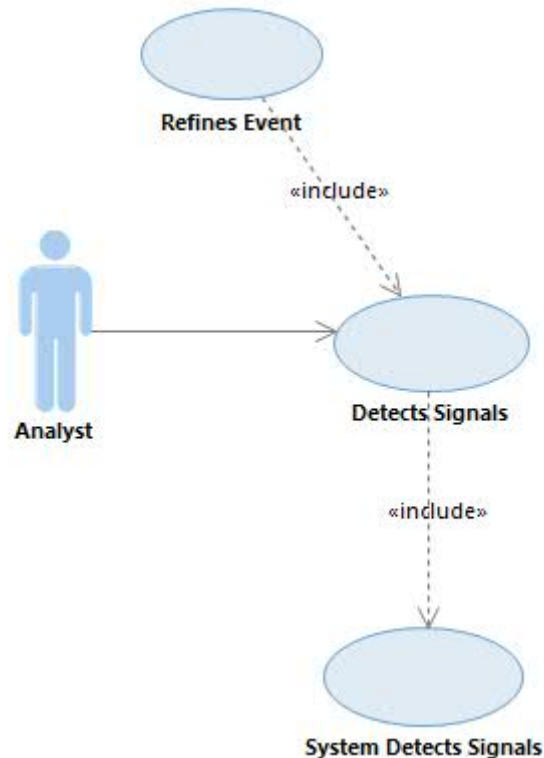 Refines Event
«include»
Analyst
Detects Signals
«include»
System Detects Signals